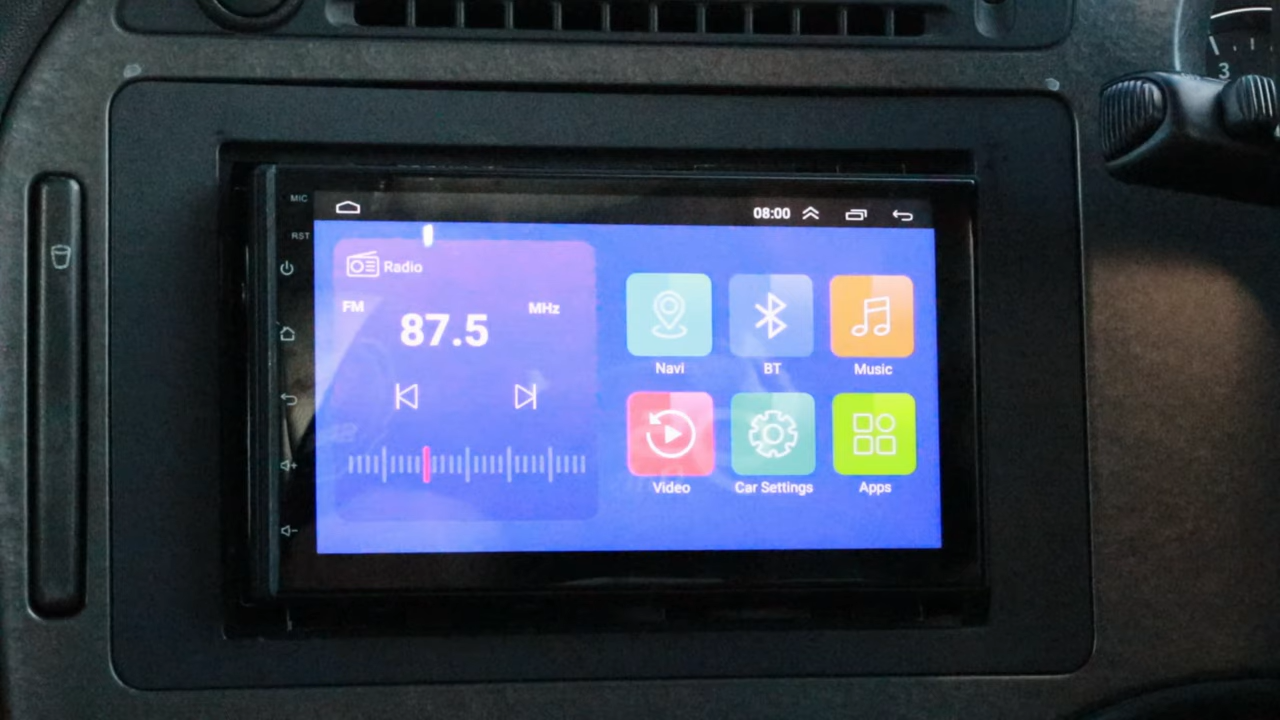 MIC
08:00
RST
Radio
FM
MHz
87.5
Navi
BT
Music
Video
Car Settings
Apps
3